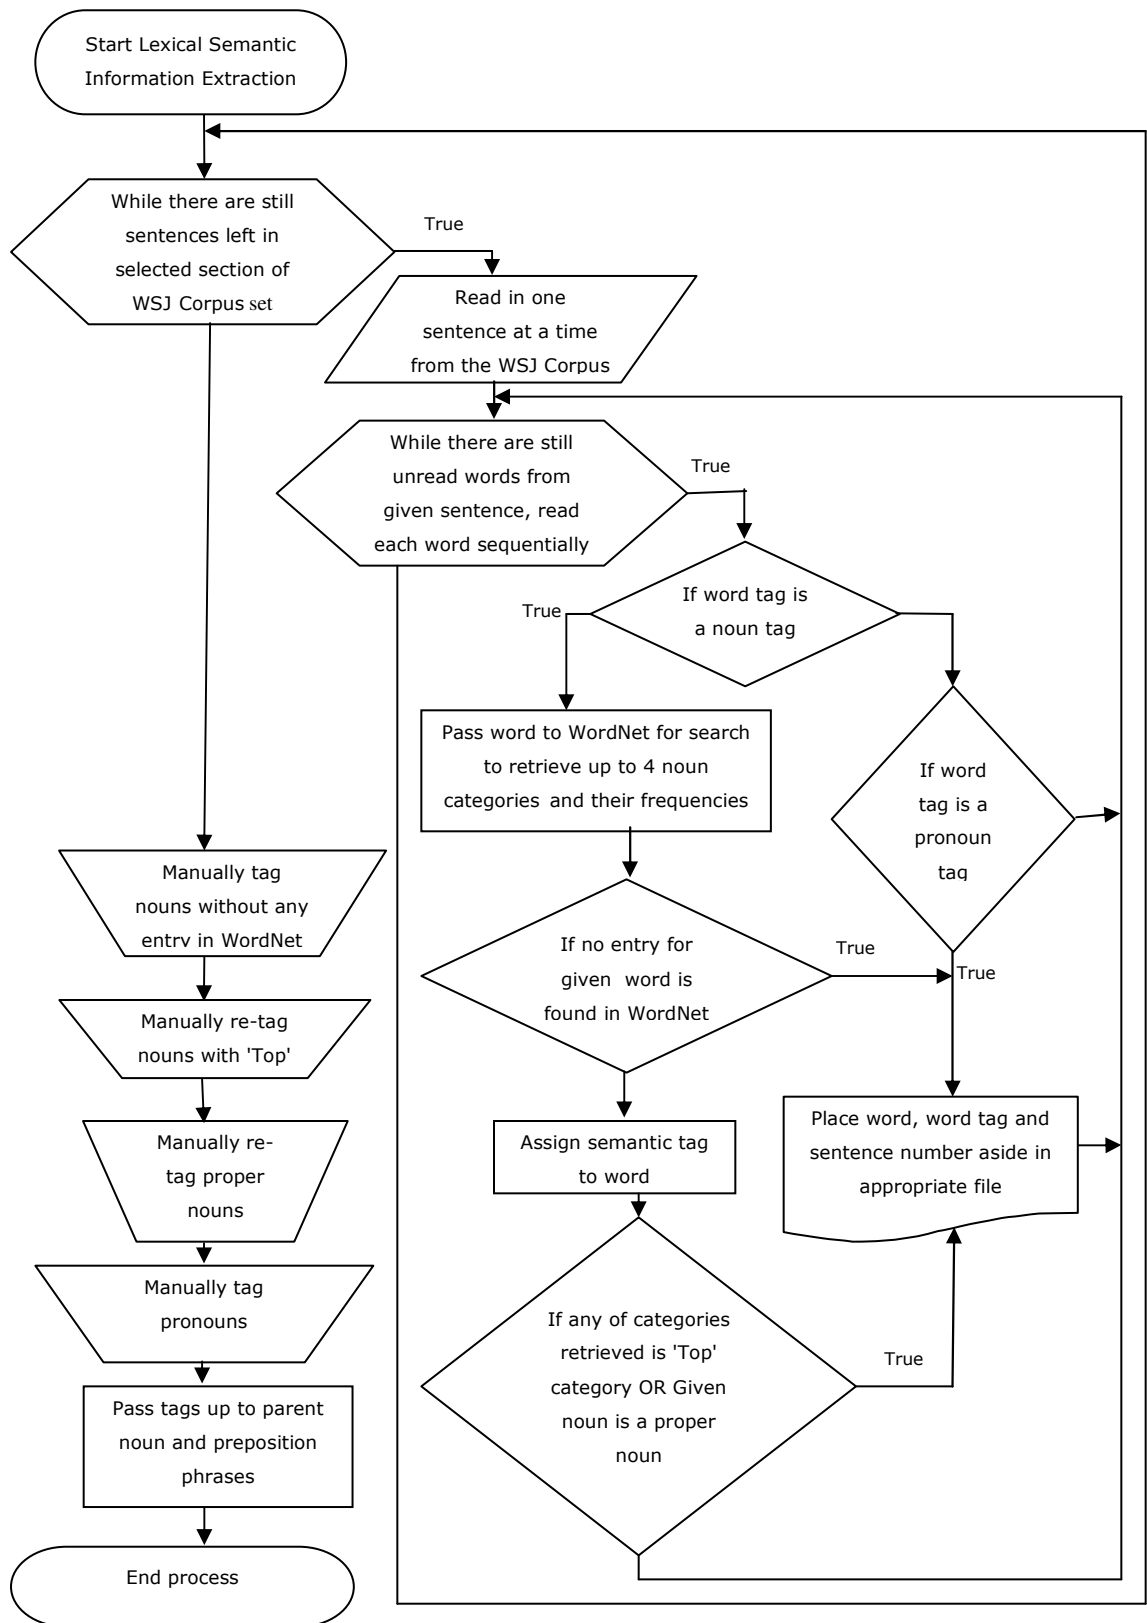 Start Lexical Semantic
Information Extraction
While there are still
sentences left in
selected section of
WSJ Corpus set
True
Read in one
sentence at a time
from the WSJ Corpus
While there are still
unread words from
given sentence, read
each word sequentially
True
If word tag is
a noun tag
True
Pass word to WordNet for search
to retrieve up to 4 noun
categories and their frequencies
If word
tag is a
pronoun
tag
Manually tag
nouns without any
entry in WordNet
If no entry for
given word is
found in WordNet
True
True
Manually re-tag
nouns with 'Top'
Assign semantic tag
to word
Place word, word tag and
sentence number aside in
appropriate file
Manually re-
tag proper
nouns
Manually tag
pronouns
If any of categories
retrieved is 'Top'
category OR Given
noun is a proper
noun
True
Pass tags up to parent
noun and preposition
phrases
End process